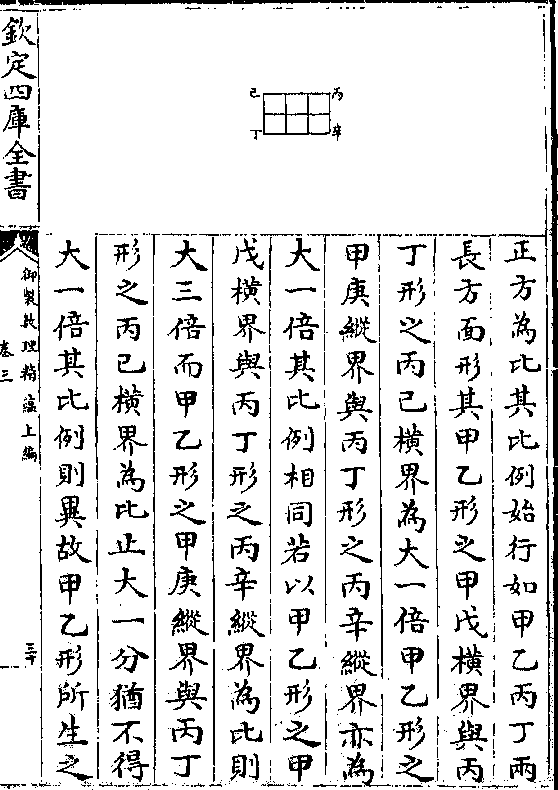 己 丙
丁 辛
正方為比其比例始行如甲乙丙丁兩
長方面形其甲乙形之甲戊橫界與丙
丁形之丙己橫界為大一倍甲乙形之
甲庚縱界與丙丁形之丙辛縱界亦為
大一倍其比例相同若以甲乙形之甲
戊橫界與丙丁形之丙辛縱界為比則
大三倍而甲乙形之甲庚縱界與丙丁
形之丙己橫界為比止大一分猶不得
大一倍其比例則異故甲乙形所生之
欽定四庫全書
御製數理精蘊上編
卷三
三十